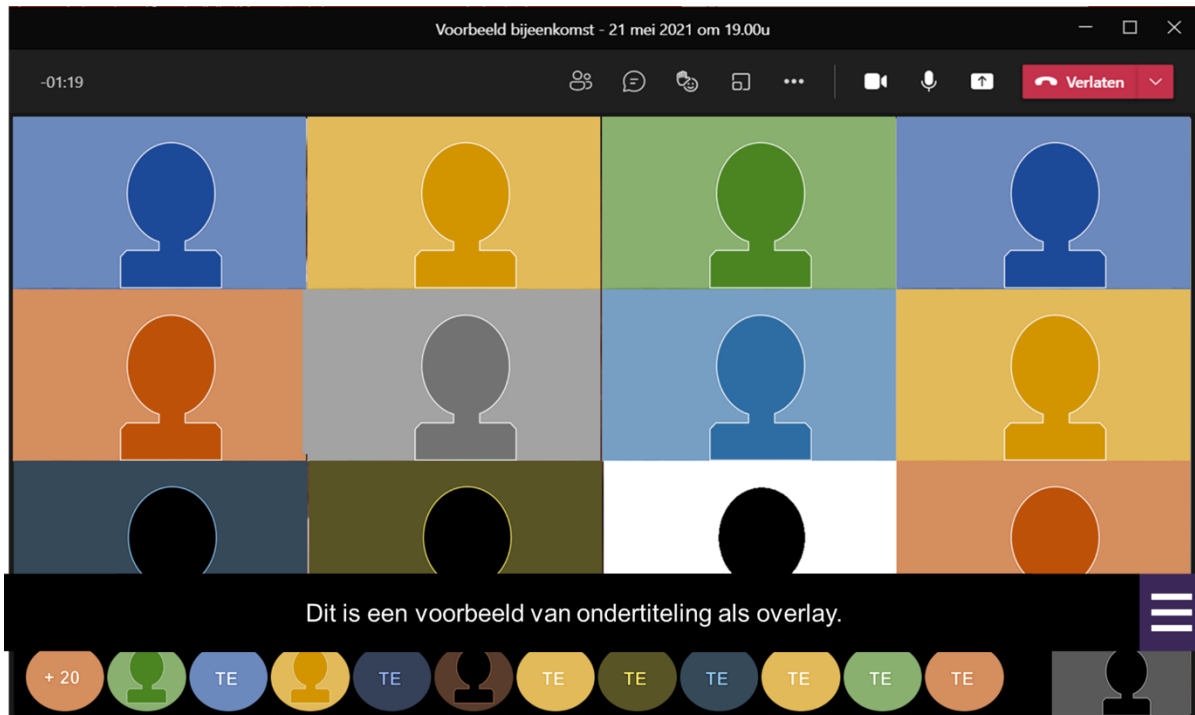 Voorbeeld bijeenkomst - 21 mei 2021 om 19.00u
-01:19
Verlaten
Dit is een voorbeeld van ondertiteling als overlay.
+ 20 TE TE TE TE TE TE TE TE